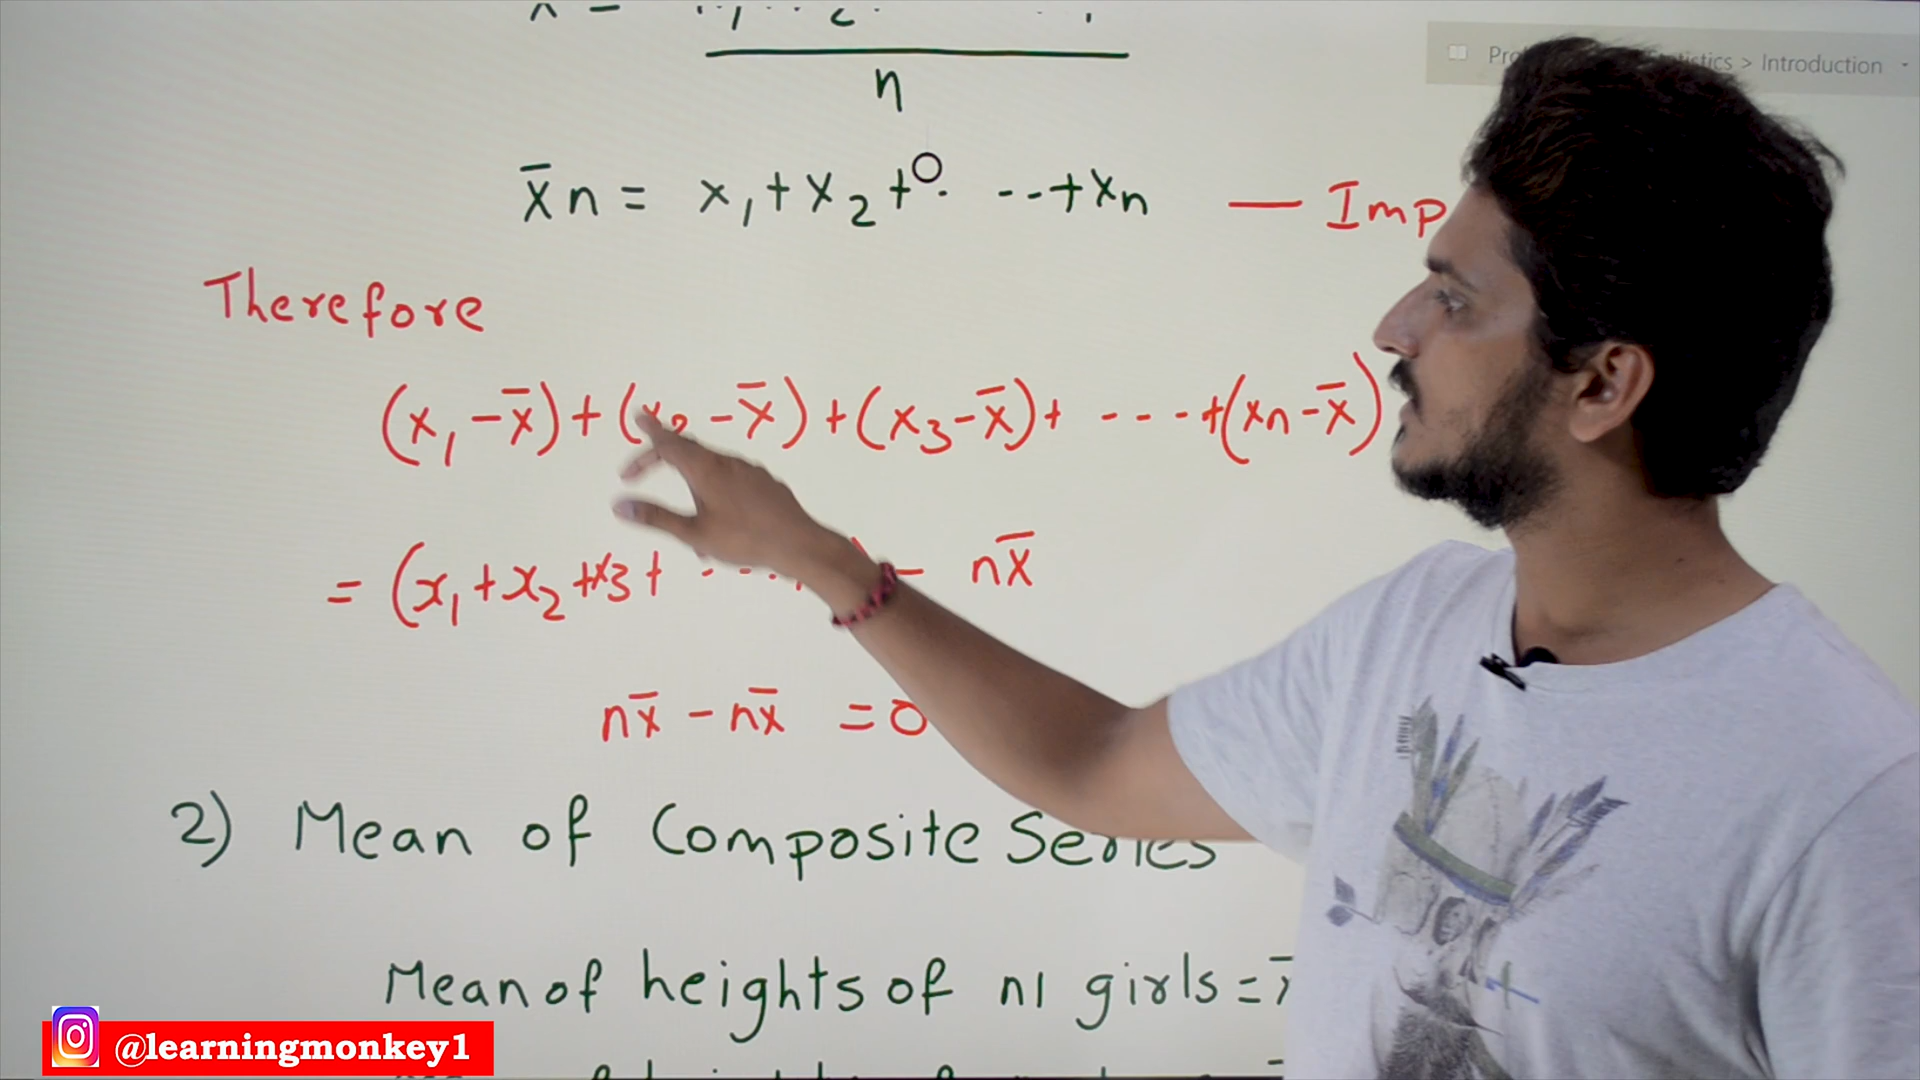 n
Introduction
x̄n = x₁+x₂+. --+xn — Imp
Therefore
(x₁-x̄)+(x₂-x̄)+(x₃-x̄)+ ---+(xn-x̄)
= (x₁+x₂+x₃+ - nx̄
nx̄-nx̄ =0
2) Mean of Composite Series
Mean of heights of n1 girls =
@learningmonkey1